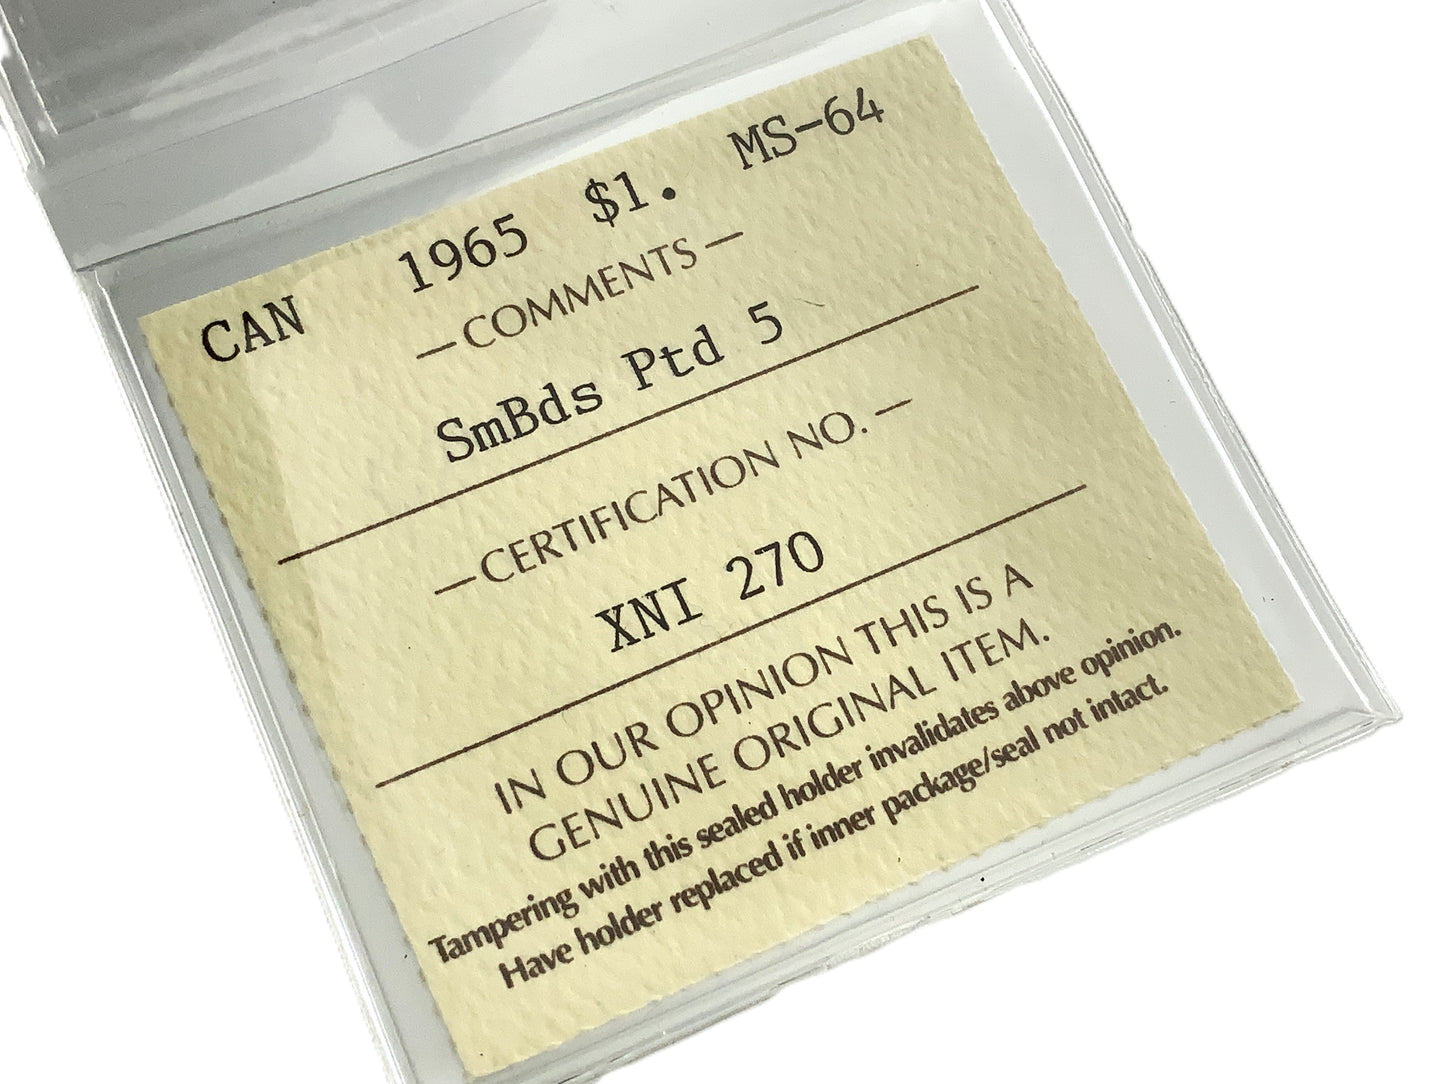 CAN 1965 $1. MS-64
—COMMENTS—
SmBds Ptd 5
—CERTIFICATION NO.—
XNI 270
IN OUR OPINION THIS IS A
GENUINE ORIGINAL ITEM.
Tampering with this sealed holder invalidates above opinion.
Have holder replaced if inner package/seal not intact.